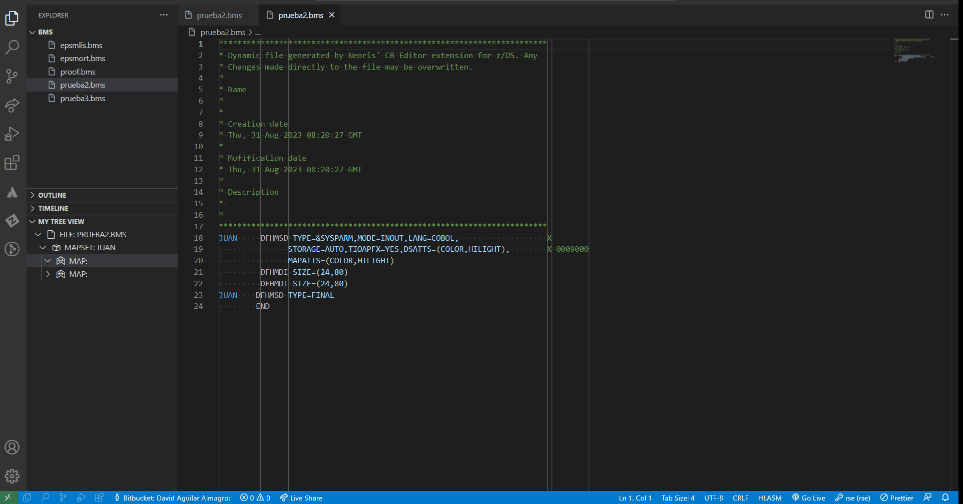 EXPLORER ···
prueba2.bms
prueba2.bms
BMS
epsmlis.bms
epsmort.bms
proof.bms
prueba2.bms
prueba3.bms
OUTLINE
TIMELINE
MY TREE VIEW
FILE: PRUEBA2.BMS
MAPSET: JUAN
MAP:
MAP:
prueba2.bms > ...
1 ***********************************************************************
2 * Dynamic file generated by Neoris' CB Editor extension for z/OS. Any
3 * Changes made directly to the file may be overwritten.
4 *
5 * Name
6 *
7 *
8 * Creation date
9 * Thu, 31 Aug 2023 08:20:27 GMT
10 *
11 * Motification date
12 * Thu, 31 Aug 2023 08:20:27 GMT
13 *
14 * Description
15 *
16 *
17 ***********************************************************************
18 JUAN DFHMSD TYPE=&SYSPARM,MODE=INOUT,LANG=COBOL, X
19 STORAGE=AUTO,TIOAPFX=YES,DSATTS=(COLOR,HILIGHT), X 0009000
20 MAPATTS=(COLOR,HILIGHT)
21 DFHMDI SIZE=(24,80)
22 DFHMDI SIZE=(24,80)
23 JUAN DFHMSD TYPE=FINAL
24 END
Bitbucket: David Aguilar Almagro: 0 0 Live Share Ln 1, Col 1 Tab Size: 4 UTF-8 CRLF HLASM Go Live rse (rse) Prettier